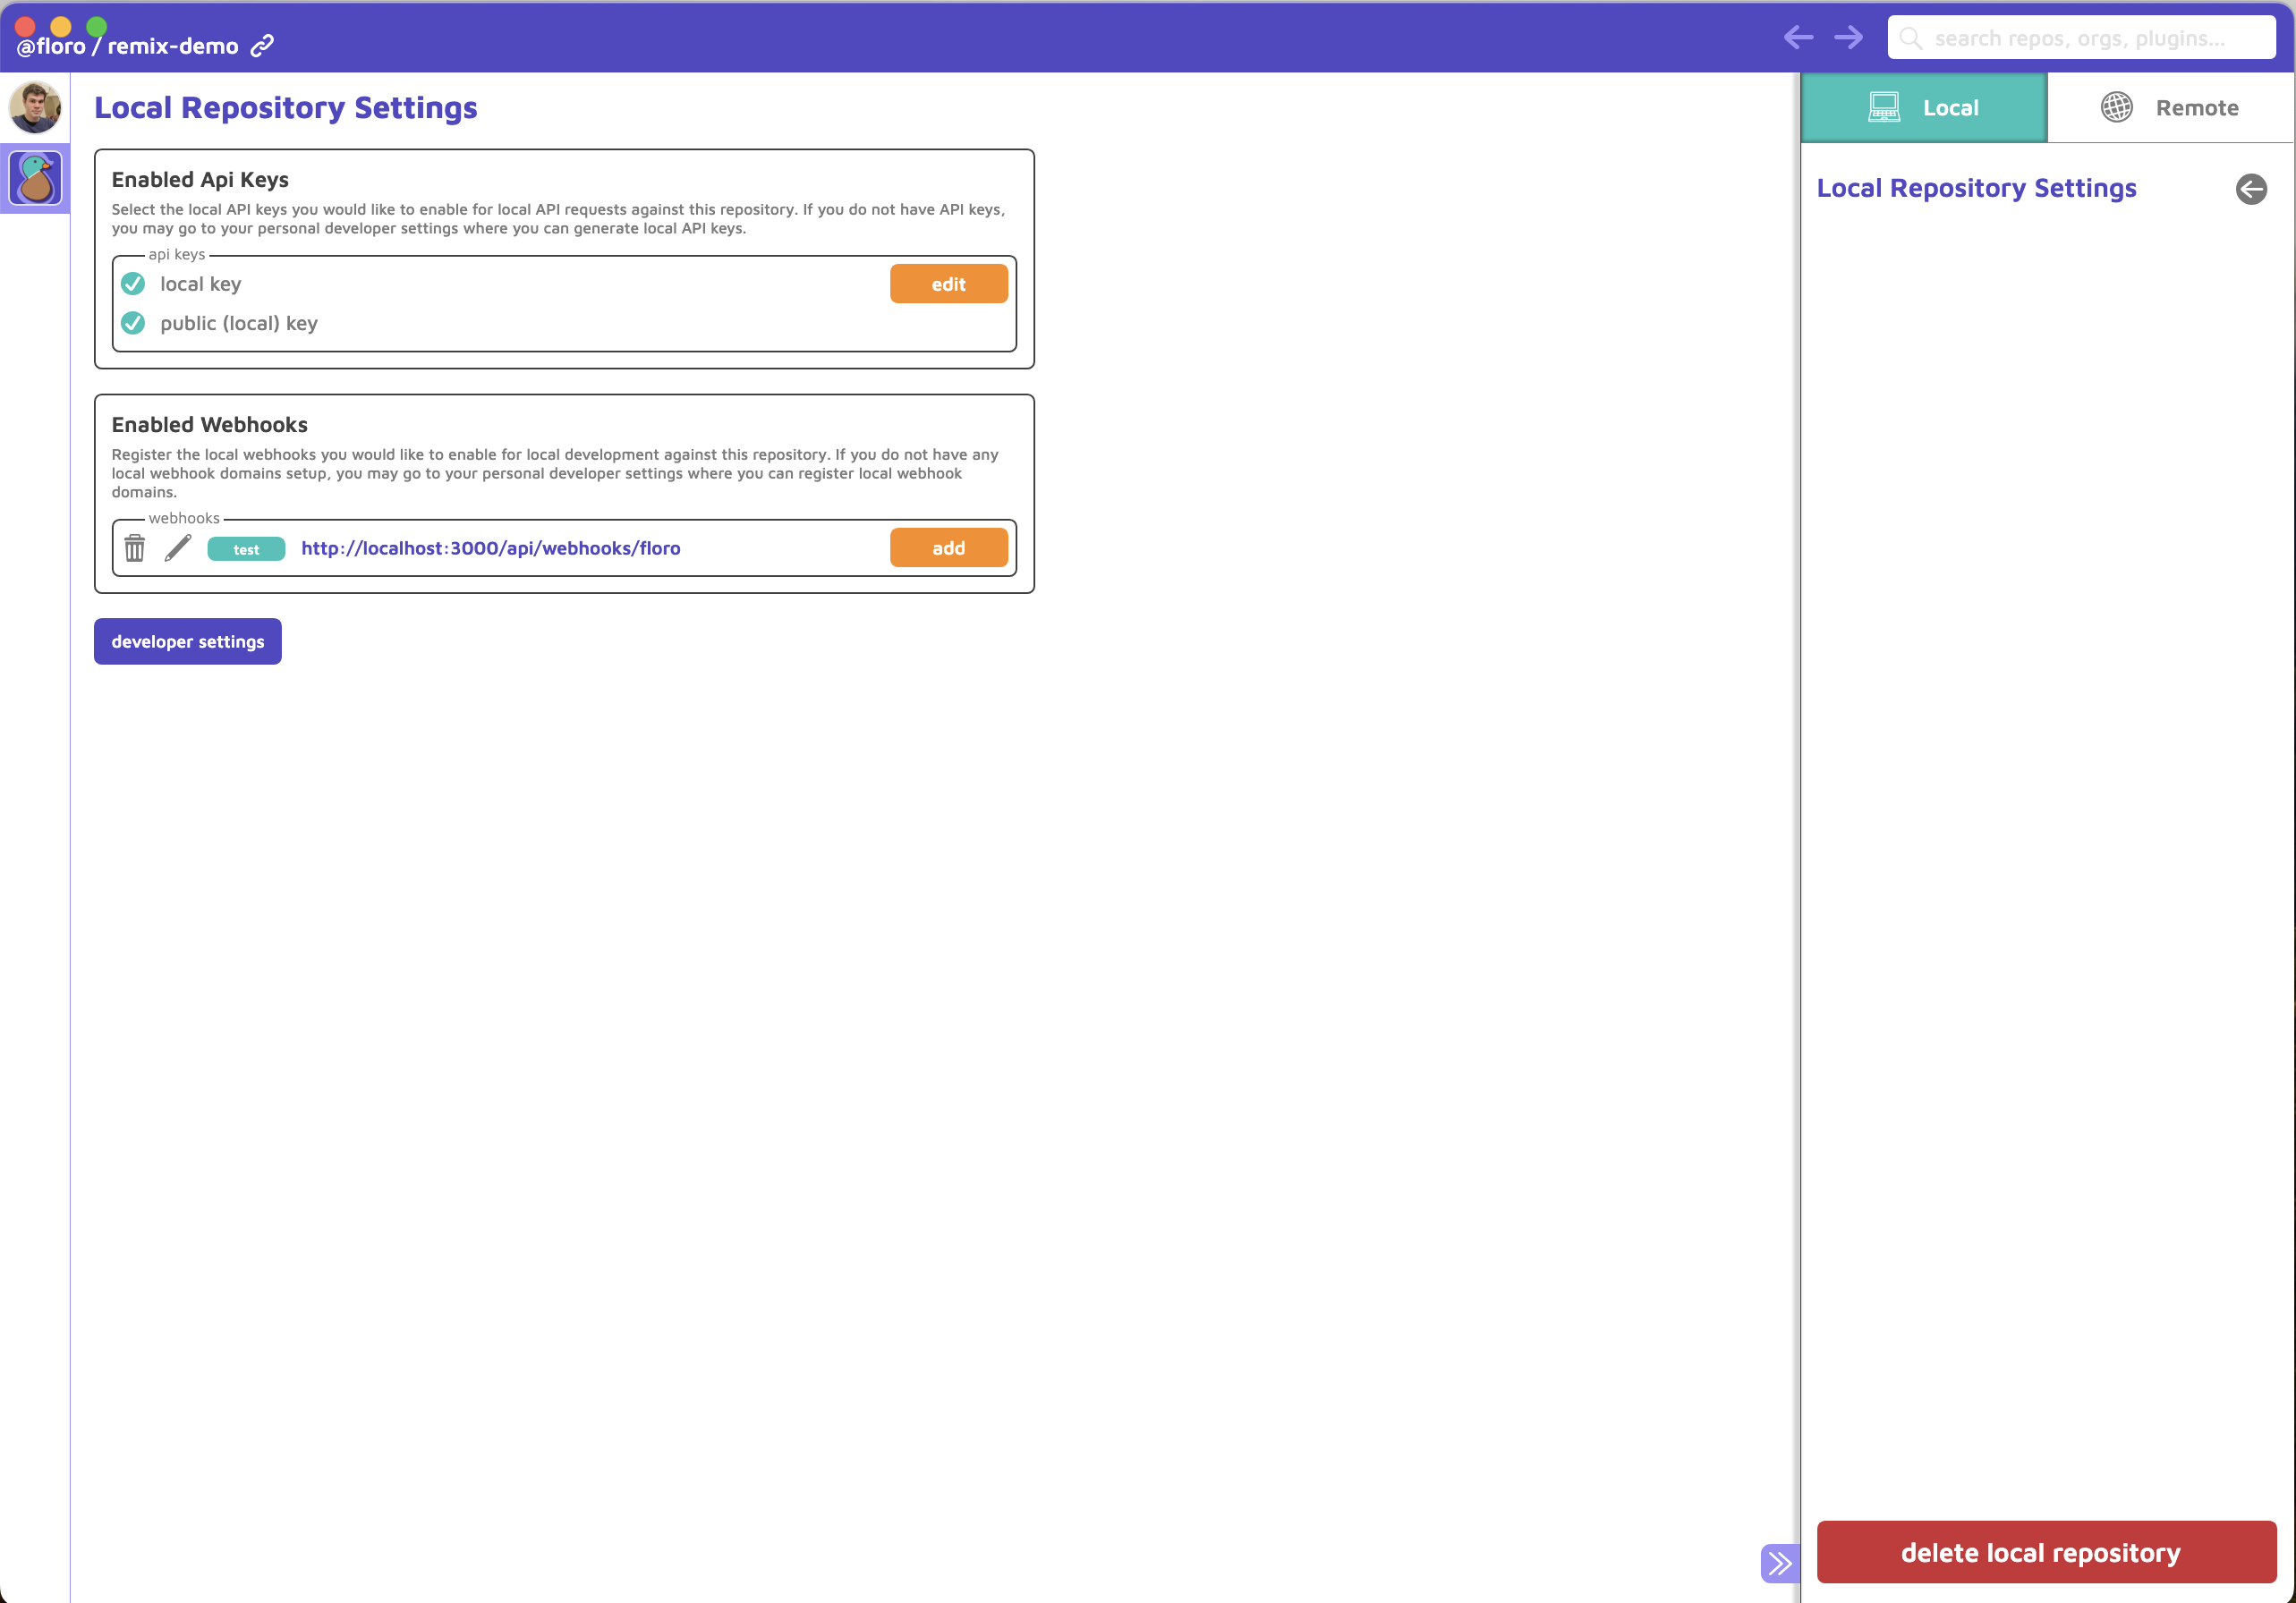 @floro / remix-demo
search repos, orgs, plugins...
Local Repository Settings
Enabled Api Keys
Select the local API keys you would like to enable for local API requests against this repository. If you do not have API keys,
you may go to your personal developer settings where you can generate local API keys.
api keys
local key
edit
public (local) key
Enabled Webhooks
Register the local webhooks you would like to enable for local development against this repository. If you do not have any
local webhook domains setup, you may go to your personal developer settings where you can register local webhook
domains.
webhooks
test
http://localhost:3000/api/webhooks/floro
add
developer settings
Local
Remote
Local Repository Settings
delete local repository